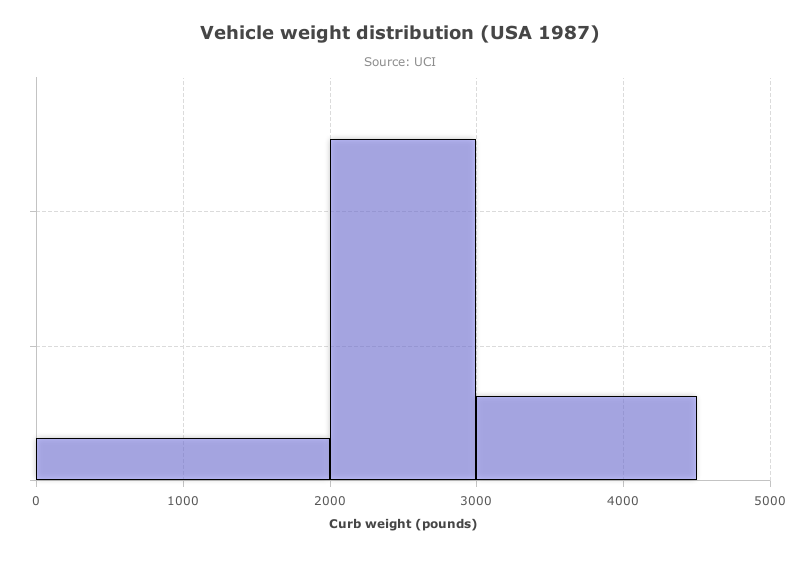 Vehicle weight distribution (USA 1987)
Source: UCI
0 1000 2000 3000 4000 5000
Curb weight (pounds)